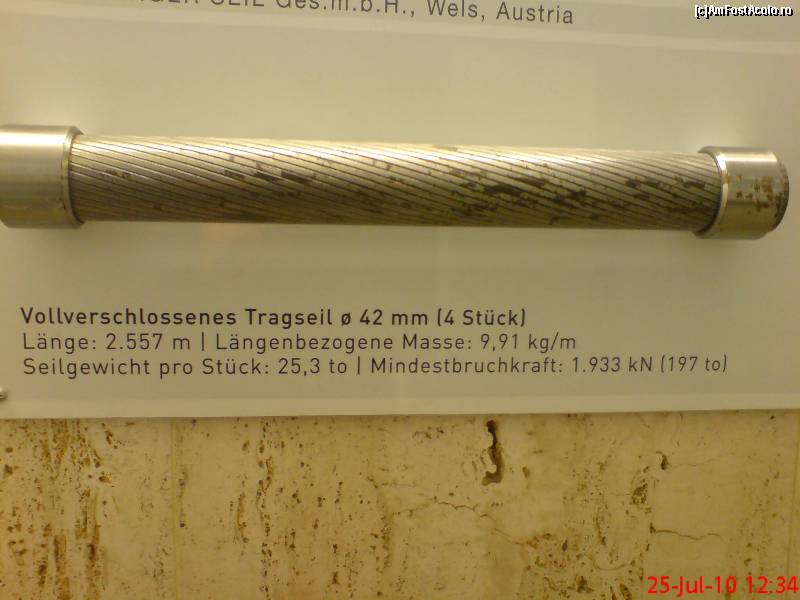 SEIL Ges.m.b.H., Wels, Austria
(c)AmFostAcolo.ro
Vollverschlossenes Tragseil ø 42 mm (4 Stück)
Länge: 2.557 m | Längenbezogene Masse: 9,91 kg/m
Seilgewicht pro Stück: 25,3 to | Mindestbruchkraft: 1.933 kN (197 to)
25-Jul-10 12:34